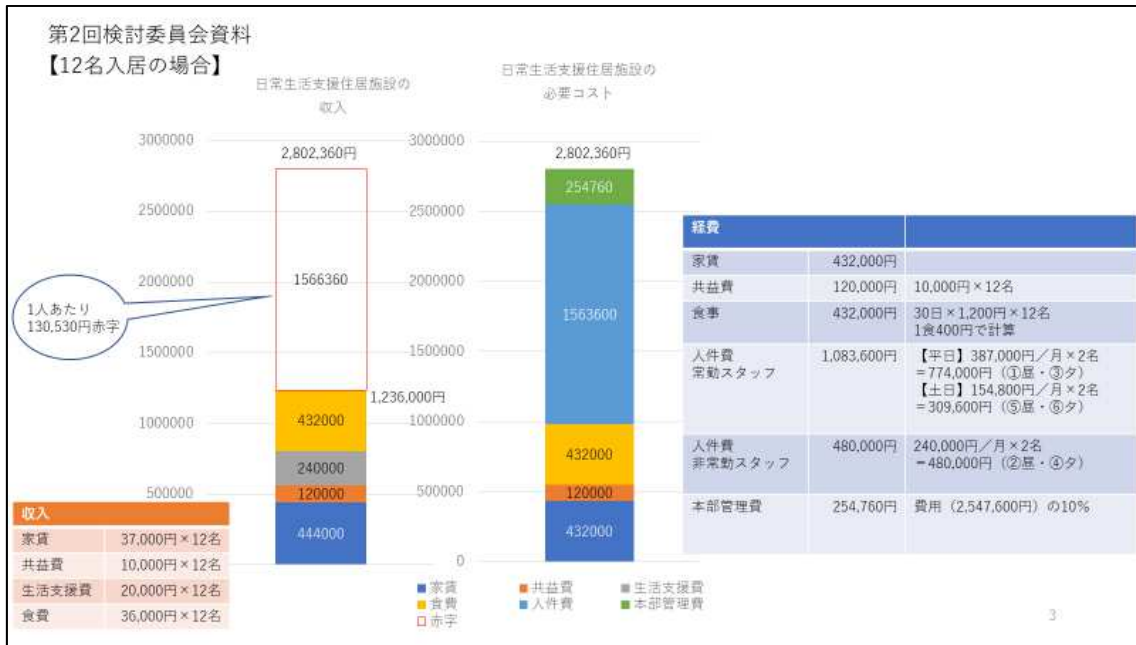 第2回検討委員会資料
【12名入居の場合】
日常生活支援住居施設の
収入
3000000
2,802,360円
2500000
2000000
1566360
1500000
1,236,000円
1000000
432000
240000
500000
120000
444000
1人あたり
130,530円赤字
収入
家賃 37,000円×12名
共益費 10,000円×12名
生活支援費 20,000円×12名
食費 36,000円×12名
日常生活支援住居施設の
必要コスト
3000000
2,802,360円
254760
2500000
2000000
1563600
1500000
1000000
432000
500000
120000
432000
0
■家賃 ■共益費 ■生活支援費
■食費 ■人件費 ■本部管理費
□赤字
経費
家賃 432,000円
共益費 120,000円 10,000円×12名
食事 432,000円 30日×1,200円×12名
1食400円で計算
人件費 1,083,600円 【平日】387,000円/月×2名
常勤スタッフ =774,000円(①昼・③夕)
【土日】154,800円/月×2名
=309,600円(⑤昼・⑥夕)
人件費 480,000円 240,000円/月×2名
非常勤スタッフ =480,000円(②昼・④夕)
本部管理費 254,760円 費用(2,547,600円)の10%
3